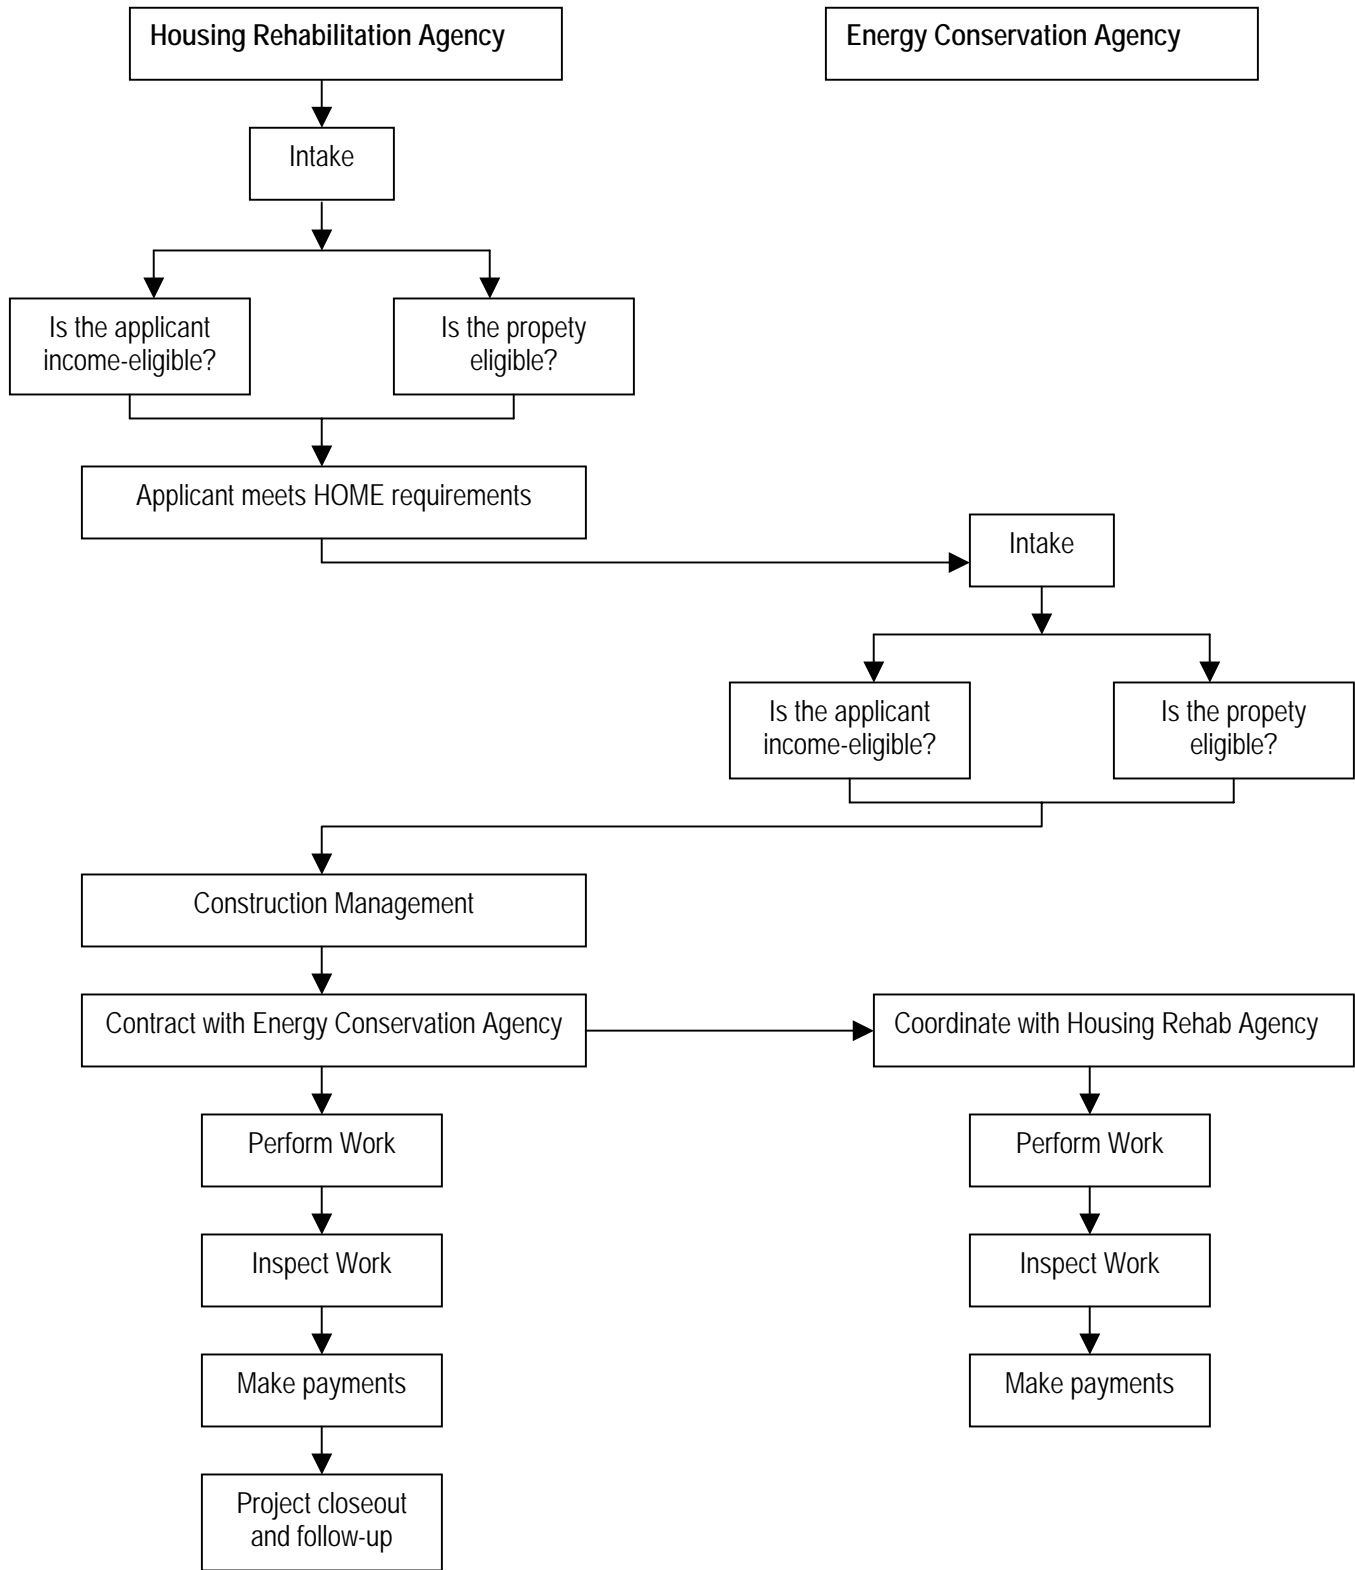 Housing Rehabilitation Agency
Energy Conservation Agency
Intake
Is the applicant
income-eligible?
Is the propety
eligible?
Applicant meets HOME requirements
Intake
Is the applicant
income-eligible?
Is the propety
eligible?
Construction Management
Contract with Energy Conservation Agency
Coordinate with Housing Rehab Agency
Perform Work
Perform Work
Inspect Work
Inspect Work
Make payments
Make payments
Project closeout
and follow-up